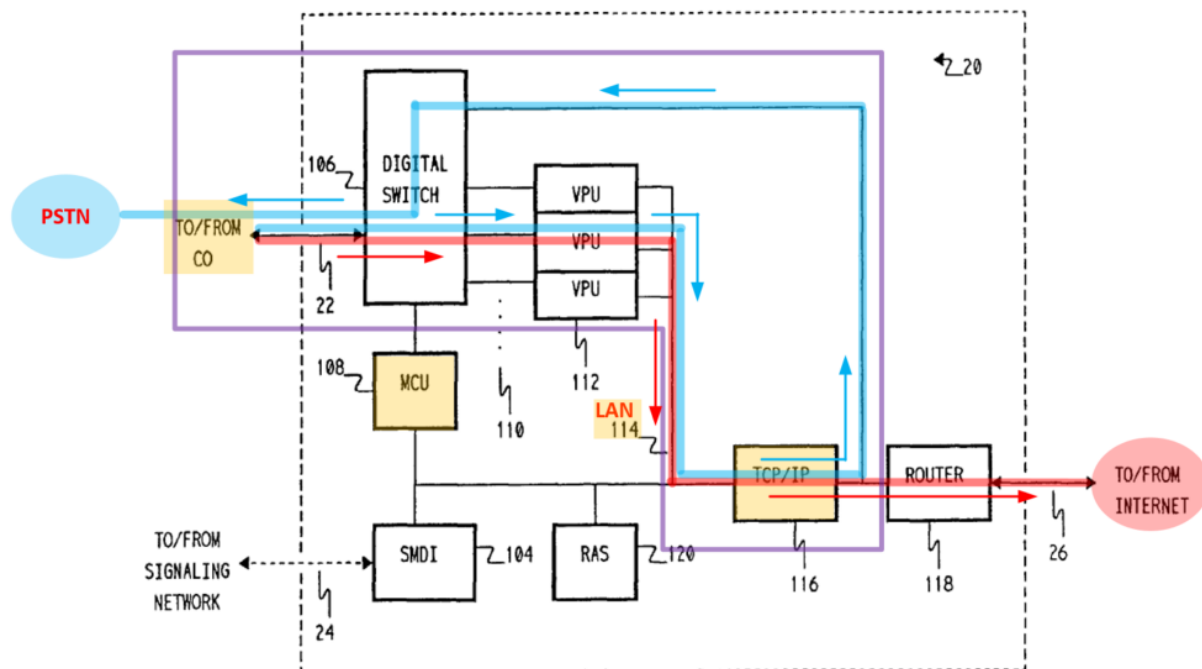 20
106
DIGITAL
SWITCH
VPU
VPU
VPU
PSTN
TO/FROM
CO
22
108
MCU
110
112
LAN
114
TCP/IP
ROUTER
TO/FROM
INTERNET
26
TO/FROM
SIGNALING
NETWORK
24
SMDI
104
RAS
120
116
118